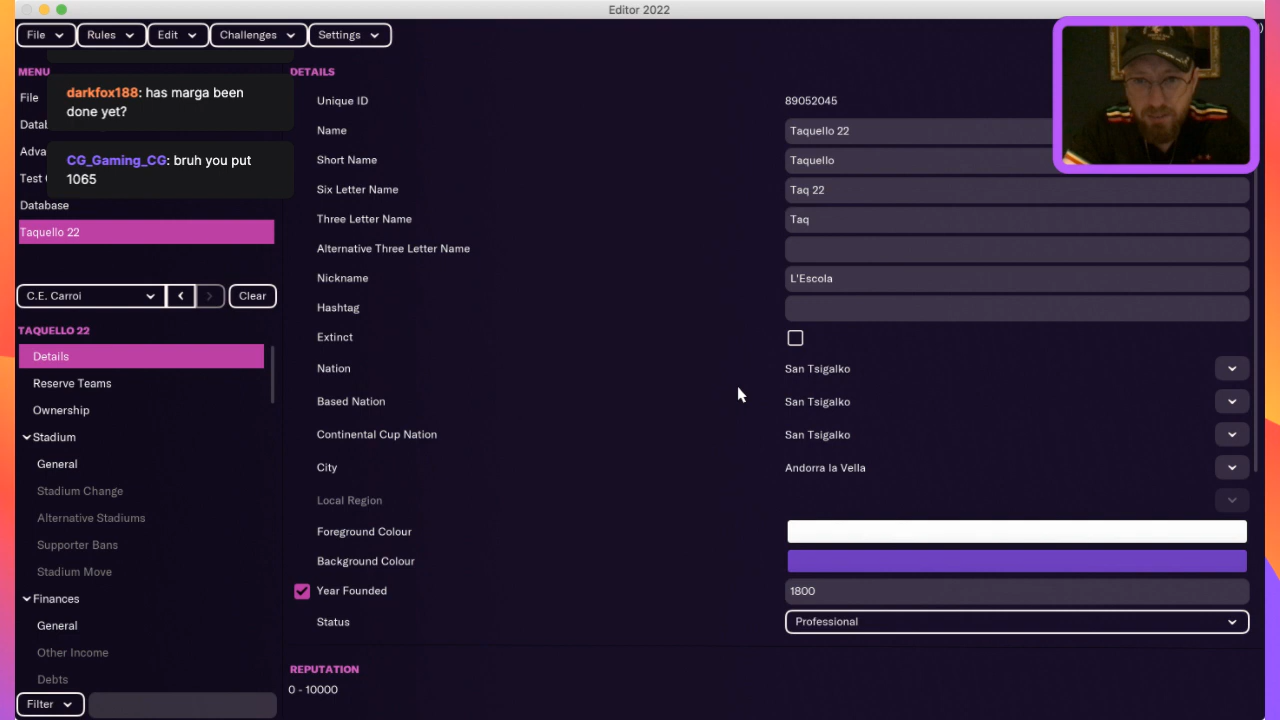 Editor 2022
File
Rules
Edit
Challenges
Settings
MENU
File
darkfox188: has marga been
done yet?
CG_Gaming_CG: bruh you put
1065
Database
Taquello 22
C.E. Carroi
Clear
TAQUELLO 22
Details
Reserve Teams
Ownership
Stadium
General
Stadium Change
Alternative Stadiums
Supporter Bans
Stadium Move
Finances
General
Other Income
Debts
Filter
DETAILS
Unique ID 89052045
Name Taquello 22
Short Name Taquello
Six Letter Name Taq 22
Three Letter Name Taq
Alternative Three Letter Name
Nickname L'Escola
Hashtag
Extinct
Nation San Tsigalko
Based Nation San Tsigalko
Continental Cup Nation San Tsigalko
City Andorra la Vella
Local Region
Foreground Colour
Background Colour
Year Founded 1800
Status Professional
REPUTATION
0 - 10000